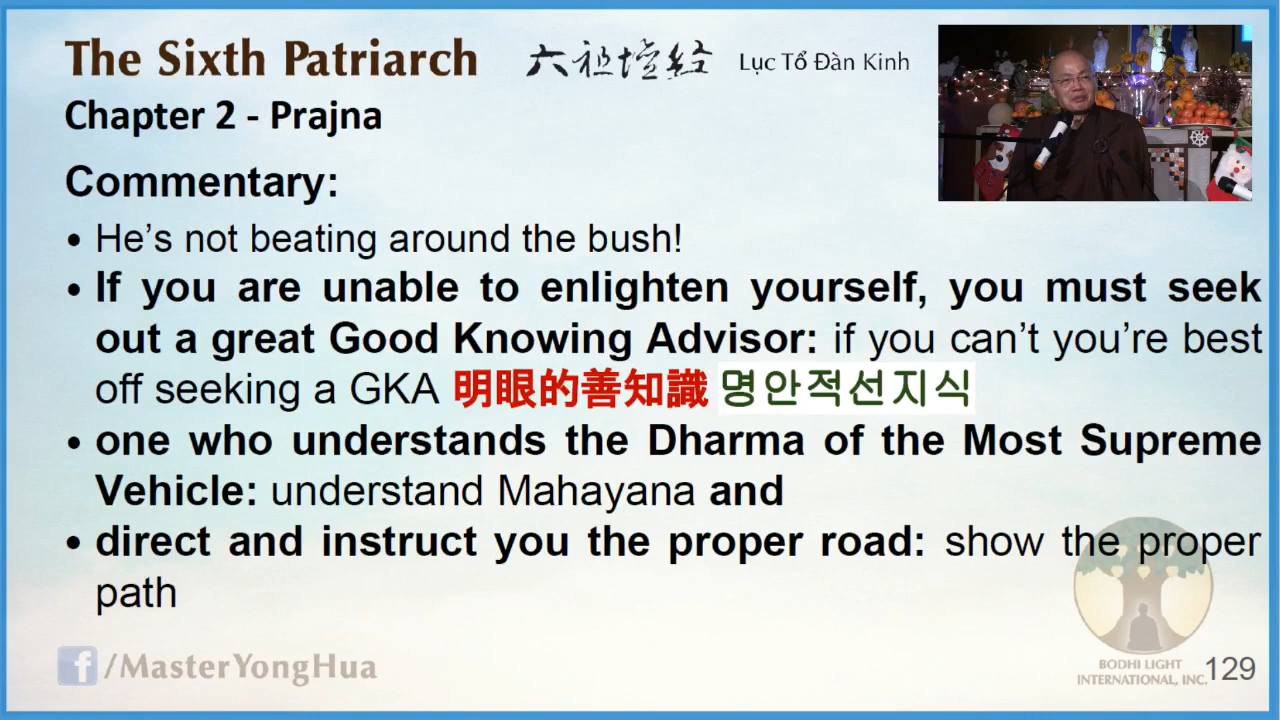 The Sixth Patriarch 六祖壇经 Lục Tổ Đàn Kinh
Chapter 2 - Prajna
Commentary:
• He's not beating around the bush!
• If you are unable to enlighten yourself, you must seek
out a great Good Knowing Advisor: if you can't you're best
off seeking a GKA 明眼的善知識 명안적선지식
• one who understands the Dharma of the Most Supreme
Vehicle: understand Mahayana and
• direct and instruct you the proper road: show the proper
path
f/MasterYongHua
BODHI LIGHT
INTERNATIONAL, INC.
129